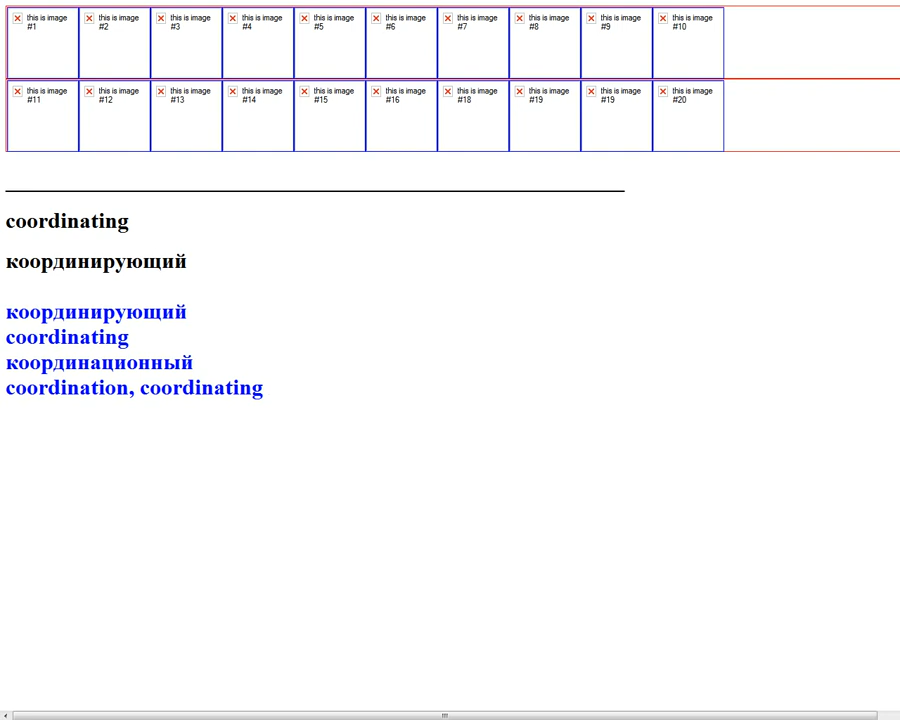 this is image this is image this is image this is image this is image this is image this is image this is image this is image this is image
#1 #2 #3 #4 #5 #6 #7 #8 #9 #10
this is image this is image this is image this is image this is image this is image this is image this is image this is image this is image
#11 #12 #13 #14 #15 #16 #18 #19 #19 #20
coordinating
координирующий
координирующий
coordinating
координационный
coordination, coordinating